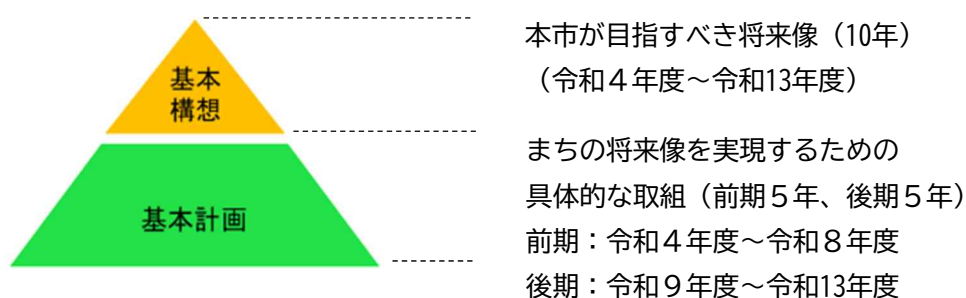 基本
構想
本市が目指すべき将来像（10年）
（令和４年度～令和13年度）
基本計画
まちの将来像を実現するための
具体的な取組（前期５年、後期５年）
前期：令和４年度～令和８年度
後期：令和９年度～令和13年度